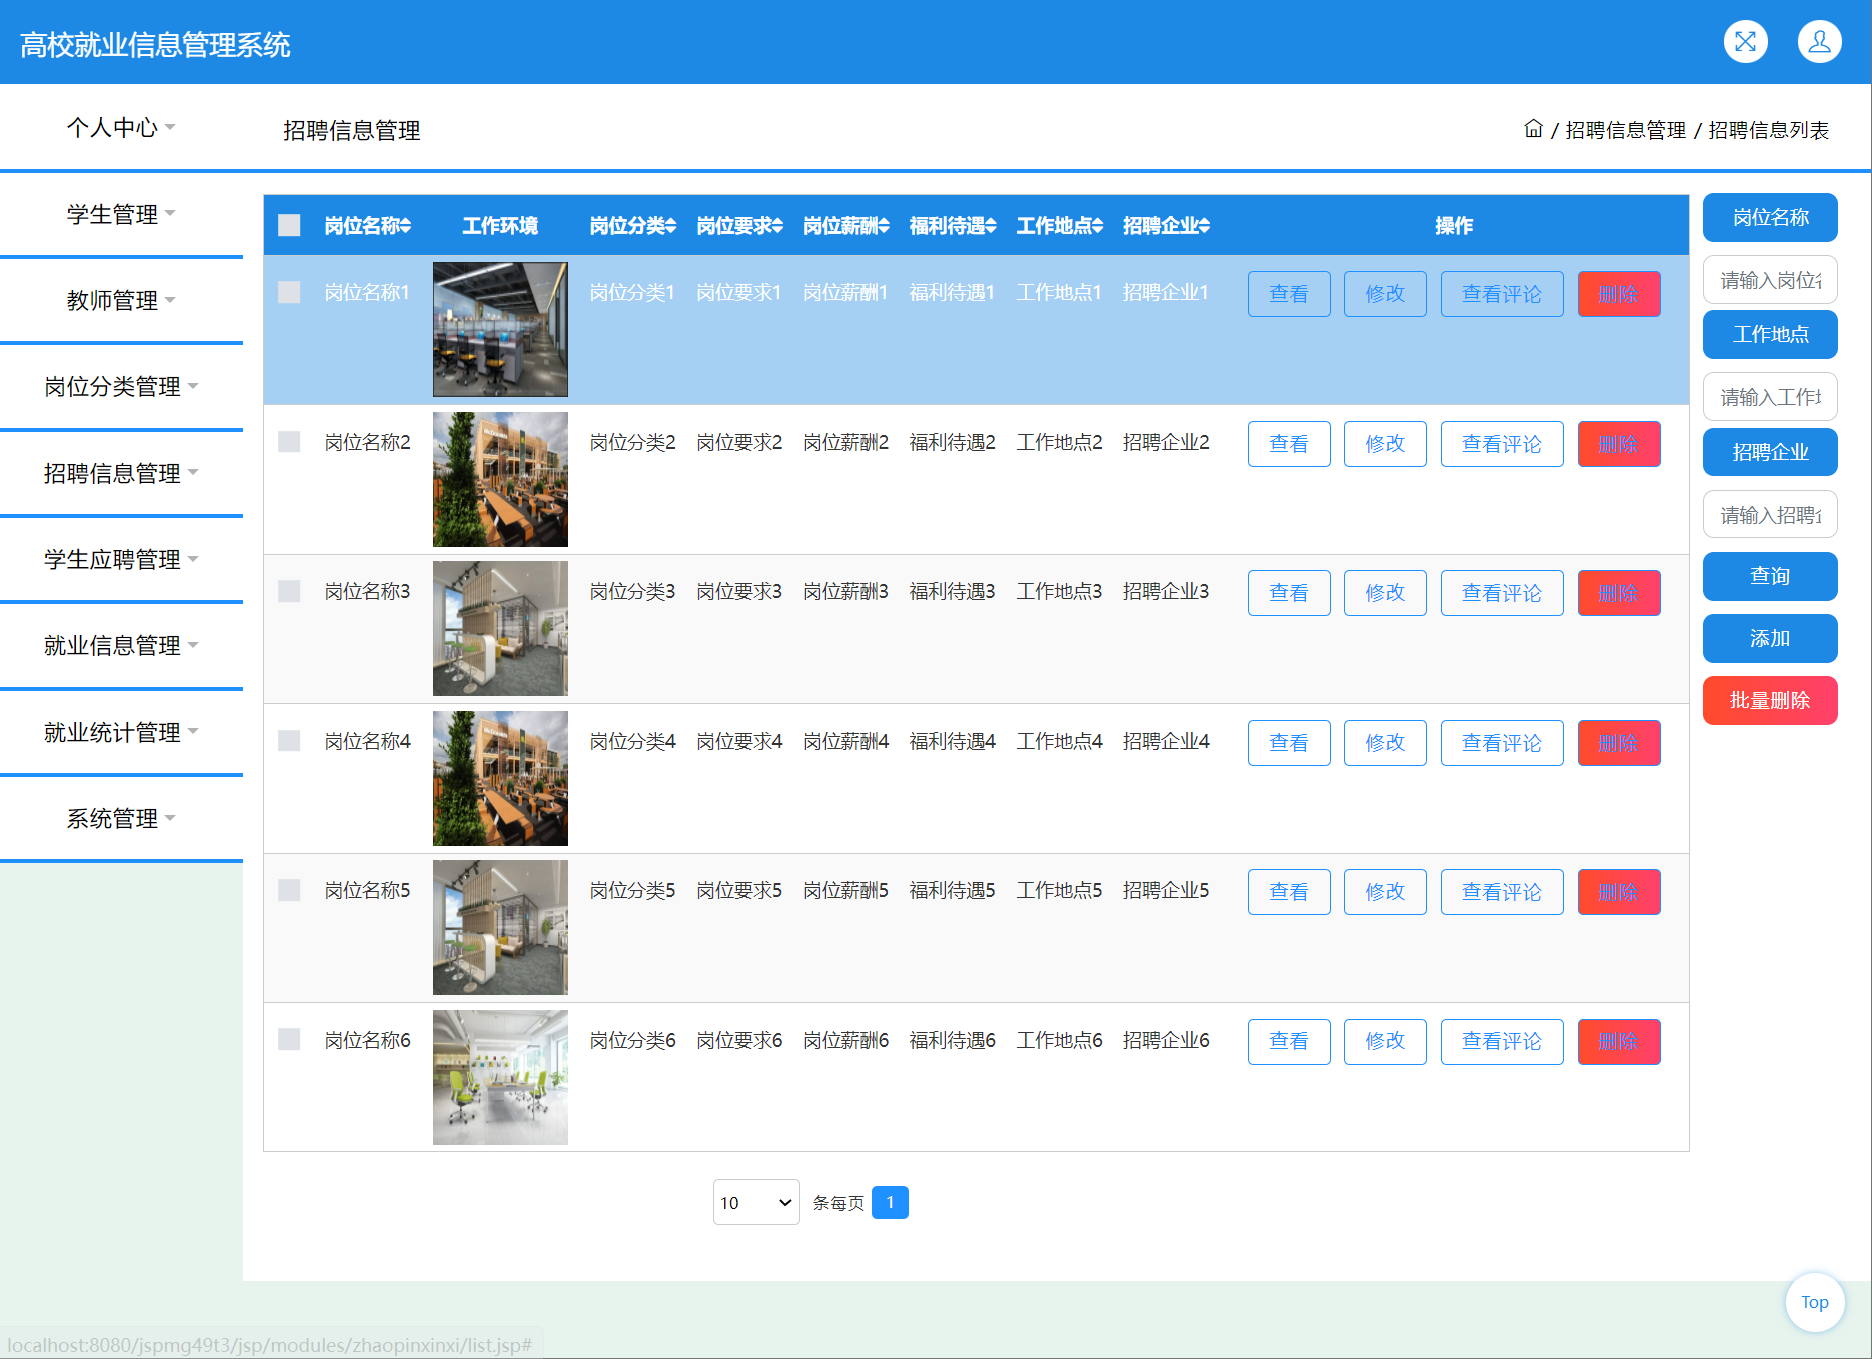 高校就业信息管理系统
个人中心
招聘信息管理
/ 招聘信息管理 / 招聘信息列表
学生管理
教师管理
岗位分类管理
招聘信息管理
学生应聘管理
就业信息管理
就业统计管理
系统管理
岗位名称 工作环境 岗位分类 岗位要求 岗位薪酬 福利待遇 工作地点 招聘企业 操作
岗位名称1 岗位分类1 岗位要求1 岗位薪酬1 福利待遇1 工作地点1 招聘企业1 查看 修改 查看评论 删除
岗位名称2 岗位分类2 岗位要求2 岗位薪酬2 福利待遇2 工作地点2 招聘企业2 查看 修改 查看评论 删除
岗位名称3 岗位分类3 岗位要求3 岗位薪酬3 福利待遇3 工作地点3 招聘企业3 查看 修改 查看评论 删除
岗位名称4 岗位分类4 岗位要求4 岗位薪酬4 福利待遇4 工作地点4 招聘企业4 查看 修改 查看评论 删除
岗位名称5 岗位分类5 岗位要求5 岗位薪酬5 福利待遇5 工作地点5 招聘企业5 查看 修改 查看评论 删除
岗位名称6 岗位分类6 岗位要求6 岗位薪酬6 福利待遇6 工作地点6 招聘企业6 查看 修改 查看评论 删除
10 条每页 1
岗位名称
请输入岗位
工作地点
请输入工作
招聘企业
请输入招聘
查询
添加
批量删除
Top
localhost:8080/jspmg49t3/jsp/modules/zhaopinxinxi/list.jsp#